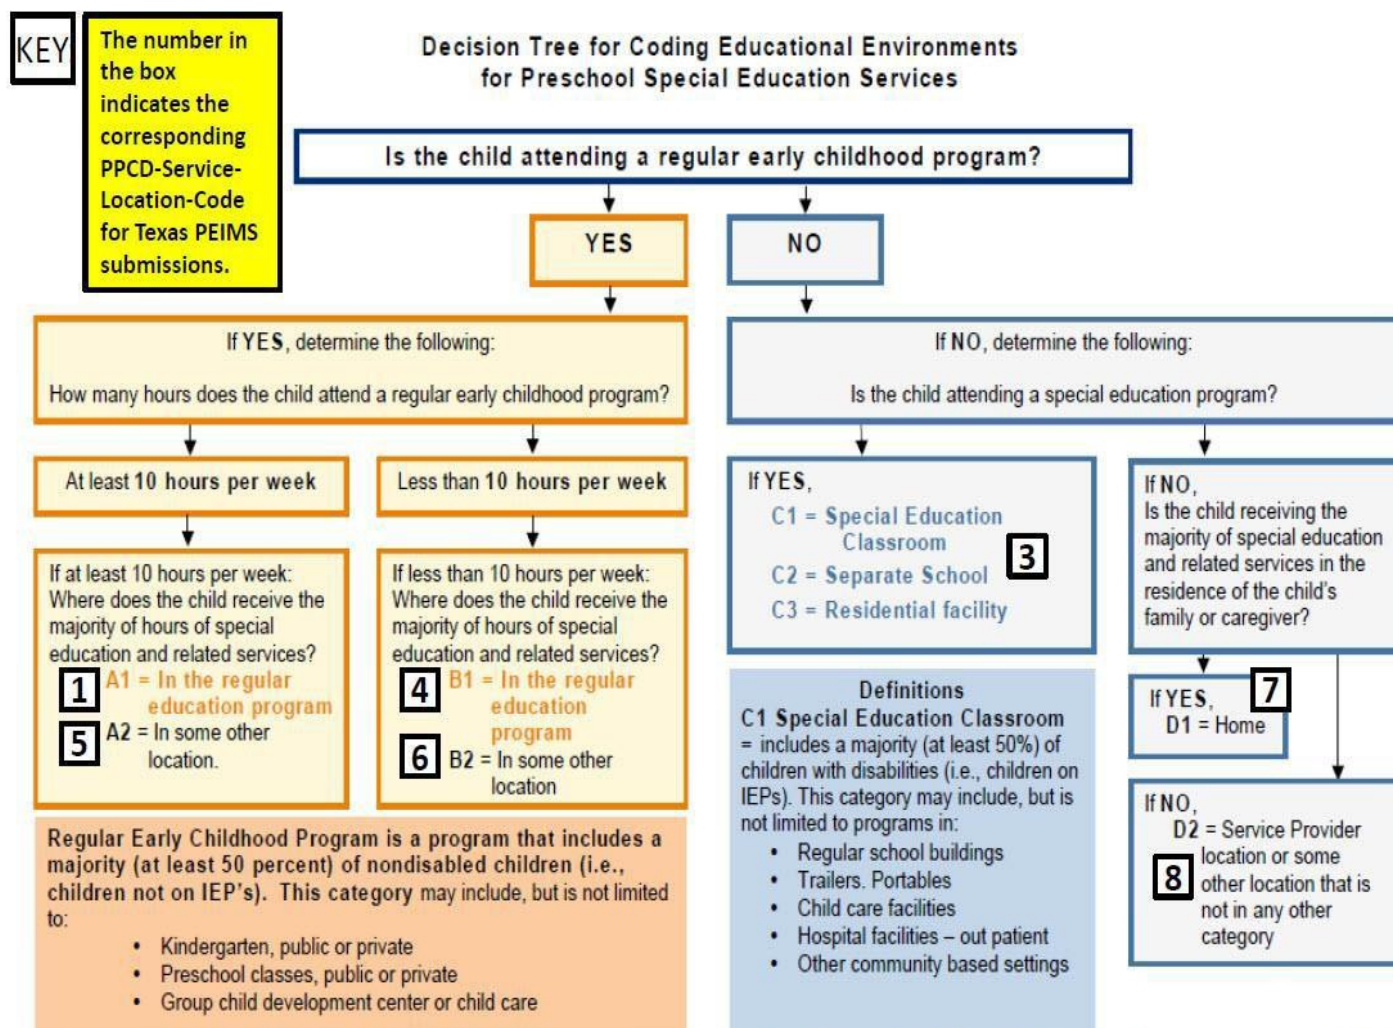 KEY
The number in
the box
indicates the
corresponding
PPCD-Service-
Location-Code
for Texas PEIMS
submissions.
Decision Tree for Coding Educational Environments
for Preschool Special Education Services
Is the child attending a regular early childhood program?
YES
NO
If YES, determine the following:
How many hours does the child attend a regular early childhood program?
If NO, determine the following:
Is the child attending a special education program?
At least 10 hours per week
Less than 10 hours per week
If at least 10 hours per week:
Where does the child receive the
majority of hours of special
education and related services?
1 A1 = In the regular
education program
5 A2 = In some other
location.
If less than 10 hours per week:
Where does the child receive the
majority of hours of special
education and related services?
4 B1 = In the regular
education
program
6 B2 = In some other
location
If YES,
C1 = Special Education
Classroom
3
C2 = Separate School
C3 = Residential facility
If NO,
Is the child receiving the
majority of special education
and related services in the
residence of the child's
family or caregiver?
If YES,
7
D1 = Home
If NO,
D2 = Service Provider
location or some
8 other location that is
not in any other
category
Regular Early Childhood Program is a program that includes a
majority (at least 50 percent) of nondisabled children (i.e.,
children not on IEP's). This category may include, but is not limited
to:
• Kindergarten, public or private
• Preschool classes, public or private
• Group child development center or child care
Definitions
C1 Special Education Classroom
= includes a majority (at least 50%) of
children with disabilities (i.e., children on
IEPs). This category may include, but is
not limited to programs in:
• Regular school buildings
• Trailers. Portables
• Child care facilities
• Hospital facilities – out patient
• Other community based settings